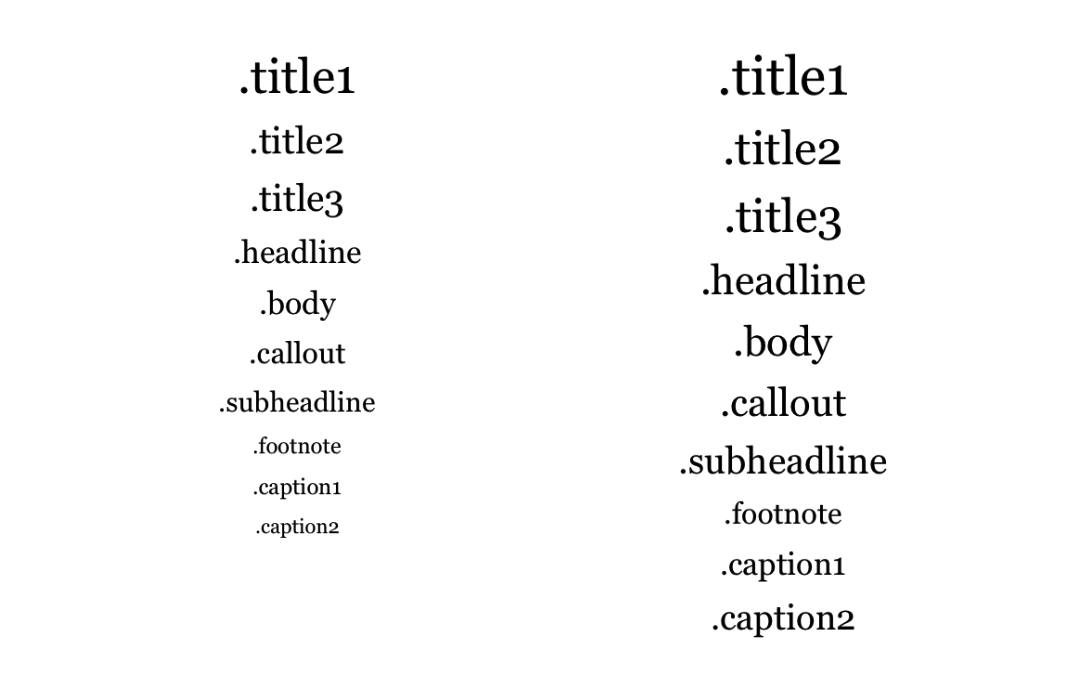 .title1
.title2
.title3
.headline
.body
.callout
.subheadline
.footnote
.caption1
.caption2
.title1
.title2
.title3
.headline
.body
.callout
.subheadline
.footnote
.caption1
.caption2